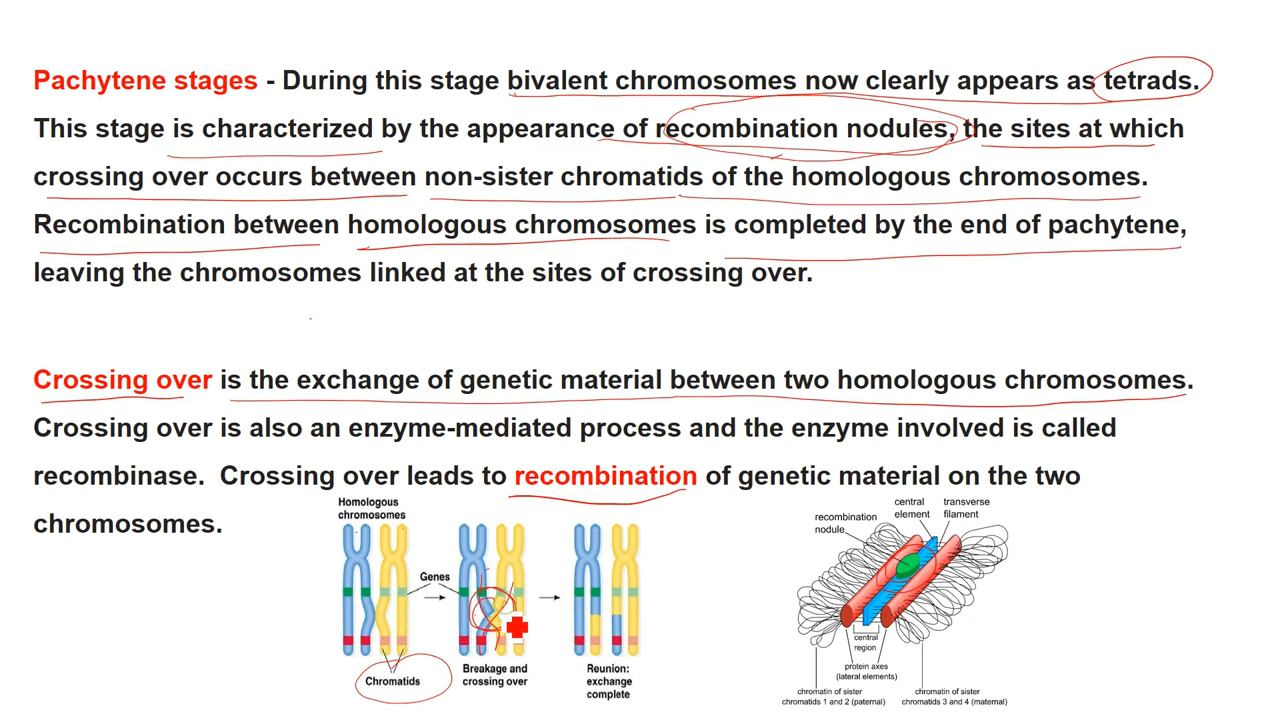 Pachytene stages - During this stage bivalent chromosomes now clearly appears as tetrads.
This stage is characterized by the appearance of recombination nodules, the sites at which
crossing over occurs between non-sister chromatids of the homologous chromosomes.
Recombination between homologous chromosomes is completed by the end of pachytene,
leaving the chromosomes linked at the sites of crossing over.
Crossing over is the exchange of genetic material between two homologous chromosomes.
Crossing over is also an enzyme-mediated process and the enzyme involved is called
recombinase. Crossing over leads to recombination of genetic material on the two
chromosomes.
Homologous
chromosomes
Genes
Chromatids
Breakage and
crossing over
Reunion:
exchange
complete
recombination
nodule
central
element
transverse
filament
central
region
protein axes
(lateral elements)
chromatin of sister
chromatids 1 and 2 (paternal)
chromatin of sister
chromatids 3 and 4 (maternal)